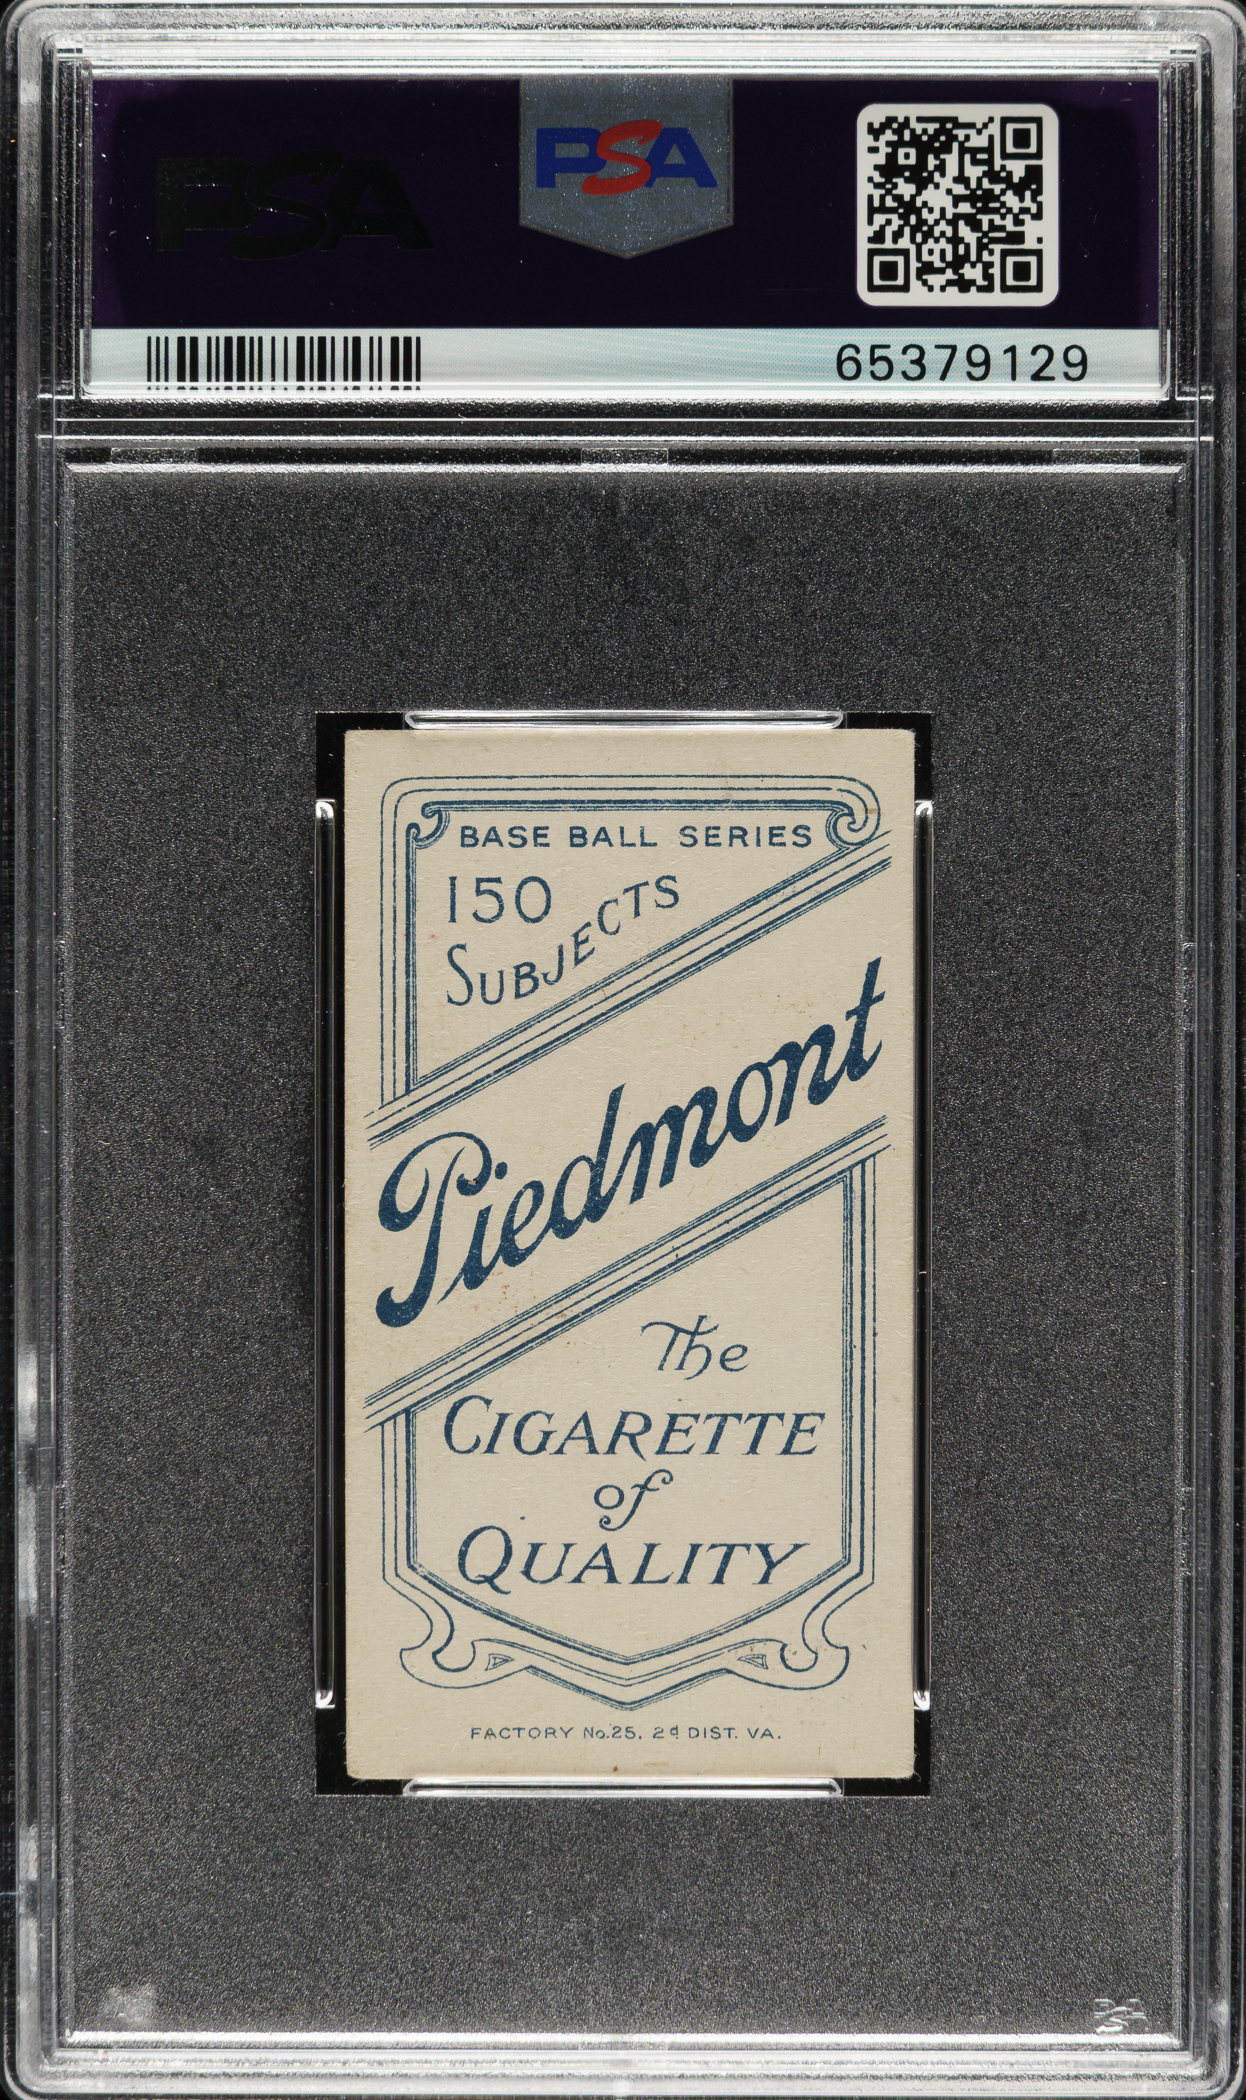 PSA
PSA
65379129
BASE BALL SERIES
150
SUBJECTS
Piedmont
The
CIGARETTE
of
QUALITY
FACTORY No.25, 2d DIST. VA.